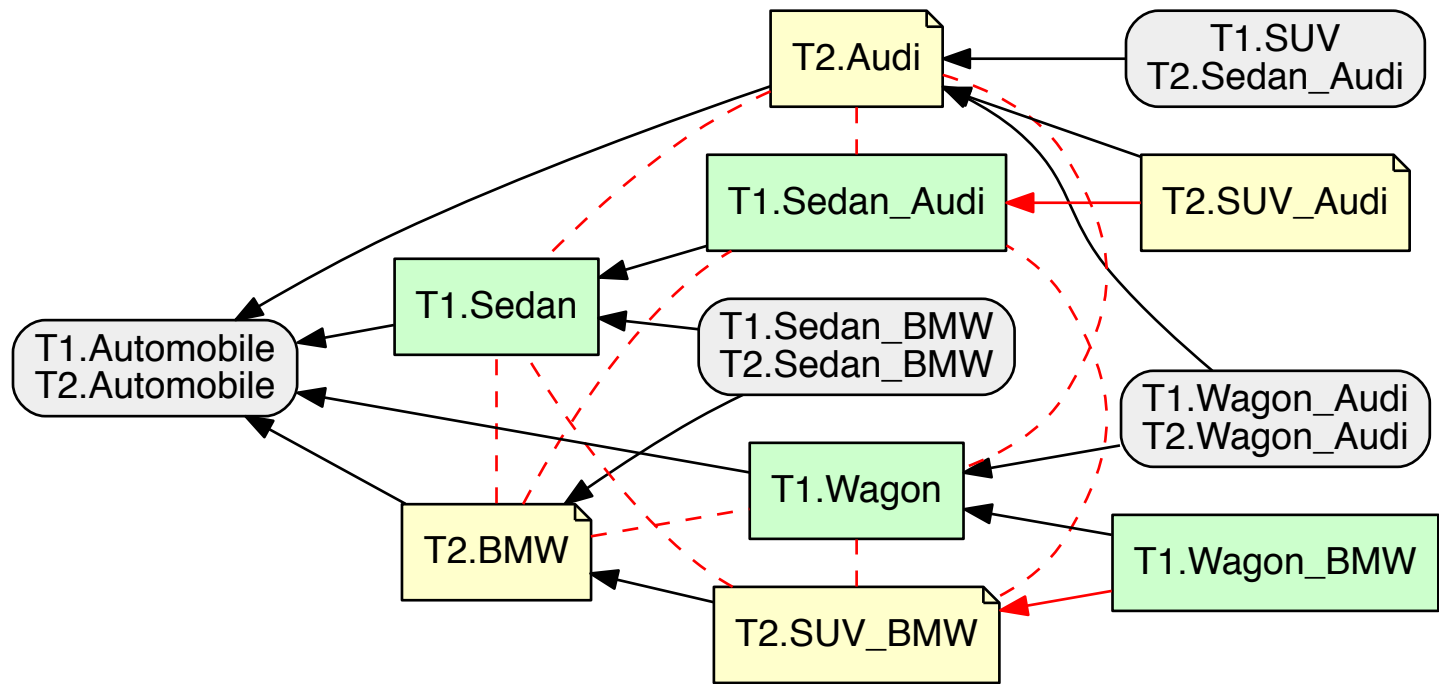 T2.Audi
T1.SUV
T2.Sedan_Audi
T1.Sedan_Audi
T2.SUV_Audi
T1.Sedan
T1.Sedan_BMW
T2.Sedan_BMW
T1.Automobile
T2.Automobile
T1.Wagon_Audi
T2.Wagon_Audi
T1.Wagon
T2.BMW
T1.Wagon_BMW
T2.SUV_BMW